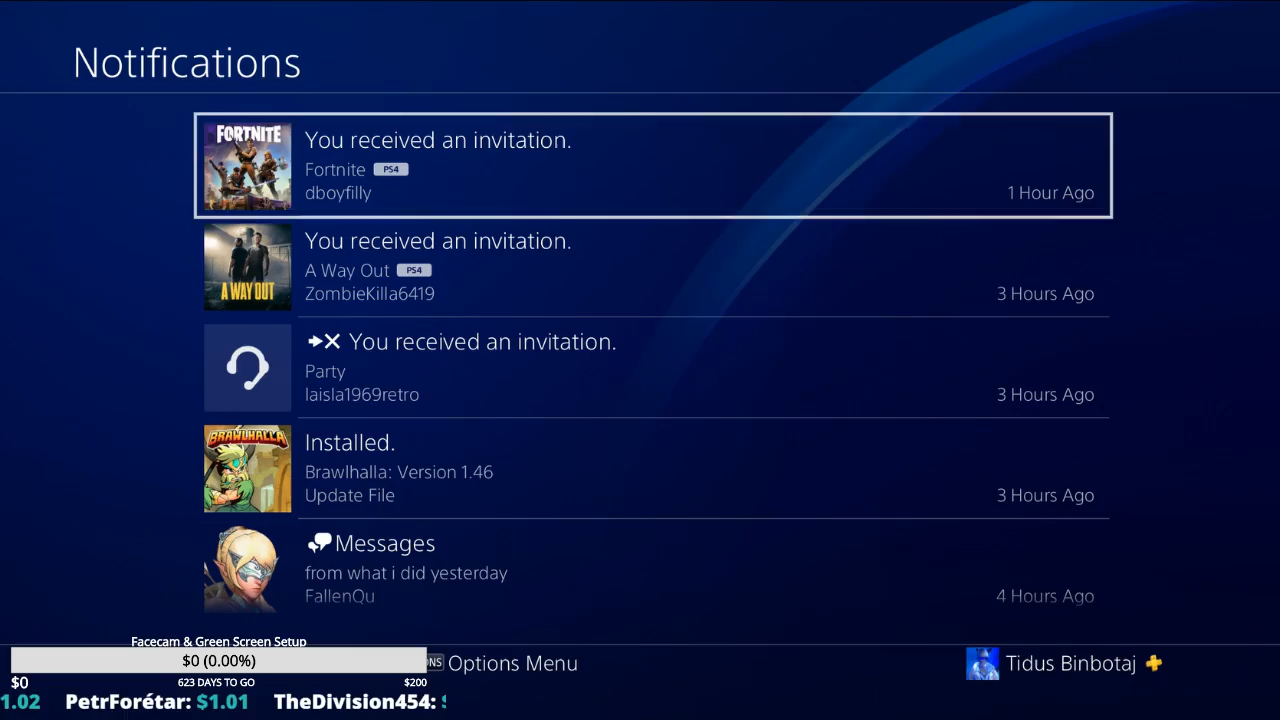 Notifications
FORTNITE
You received an invitation.
Fortnite PS4
dboyfilly
1 Hour Ago
A WAY OUT
You received an invitation.
A Way Out PS4
ZombieKilla6419
3 Hours Ago
You received an invitation.
Party
laisla1969retro
3 Hours Ago
BRAWLHALLA
Installed.
Brawlhalla: Version 1.46
Update File
3 Hours Ago
Messages
from what i did yesterday
FallenQu
4 Hours Ago
Facecam & Green Screen Setup
$0 (0.00%)
$0 623 DAYS TO GO $200
Options Menu
Tidus Binbotaj
1.02 PetrForétar: $1.01 TheDivision454: